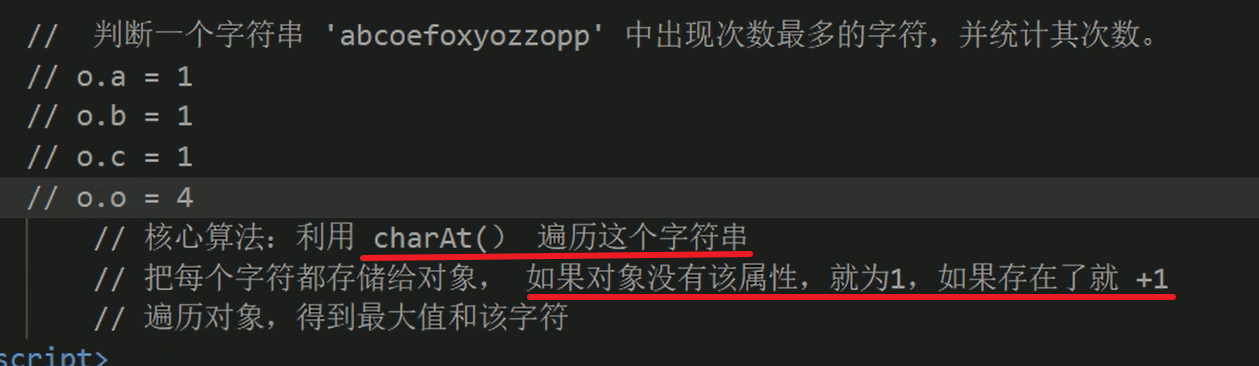 // 判断一个字符串 'abcoefoxyozzopp' 中出现次数最多的字符，并统计其次数。
// o.a = 1
// o.b = 1
// o.c = 1
// o.o = 4
// 核心算法：利用 charAt() 遍历这个字符串
// 把每个字符都存储给对象， 如果对象没有该属性，就为1，如果存在了就 +1
// 遍历对象，得到最大值和该字符
script>